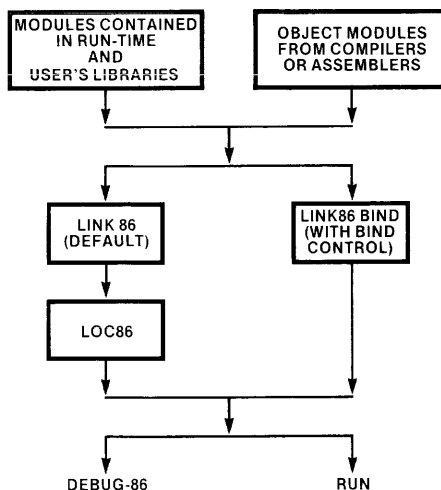 MODULES CONTAINED
IN RUN-TIME
AND
USER'S LIBRARIES
OBJECT MODULES
FROM COMPILERS
OR ASSEMBLERS
LINK 86
(DEFAULT)
LINK86 BIND
(WITH BIND
CONTROL)
LOC86
DEBUG-86
RUN